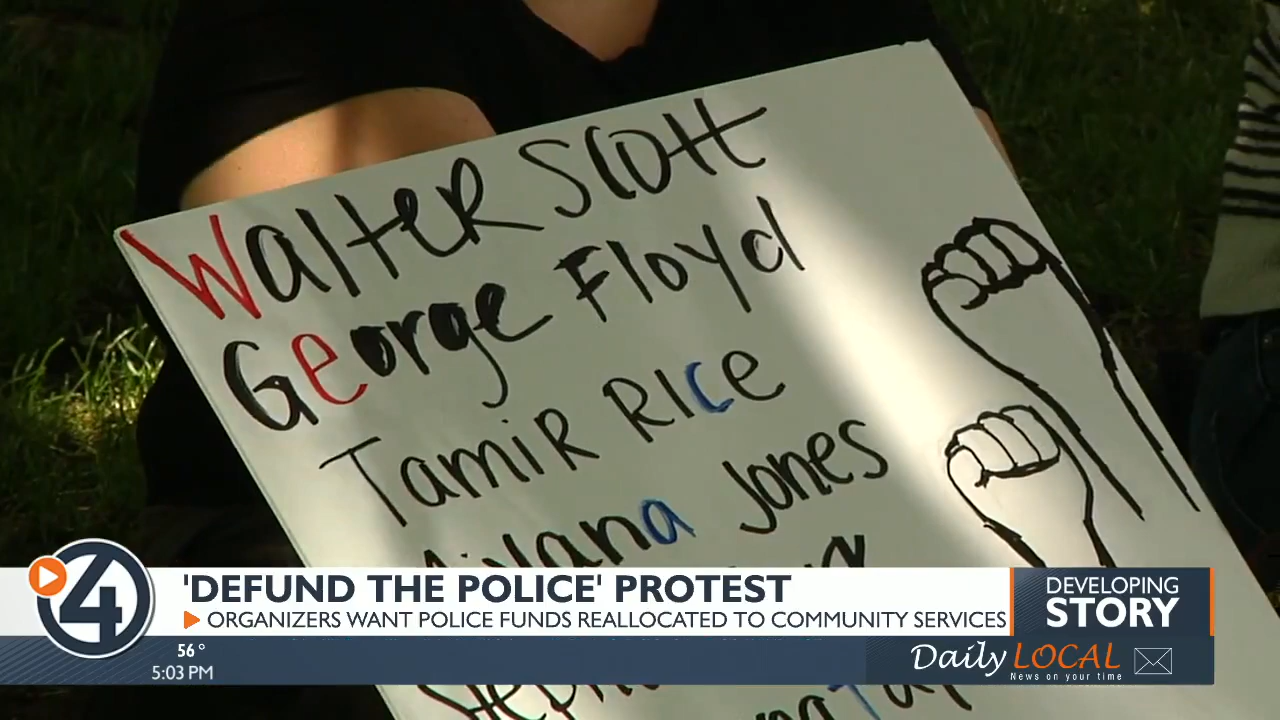 Walter Scott
George Floyd
Tamir Rice
Aiyana Jones
4
'DEFUND THE POLICE' PROTEST
ORGANIZERS WANT POLICE FUNDS REALLOCATED TO COMMUNITY SERVICES
DEVELOPING
STORY
56°
5:03 PM
Daily LOCAL
News on your time